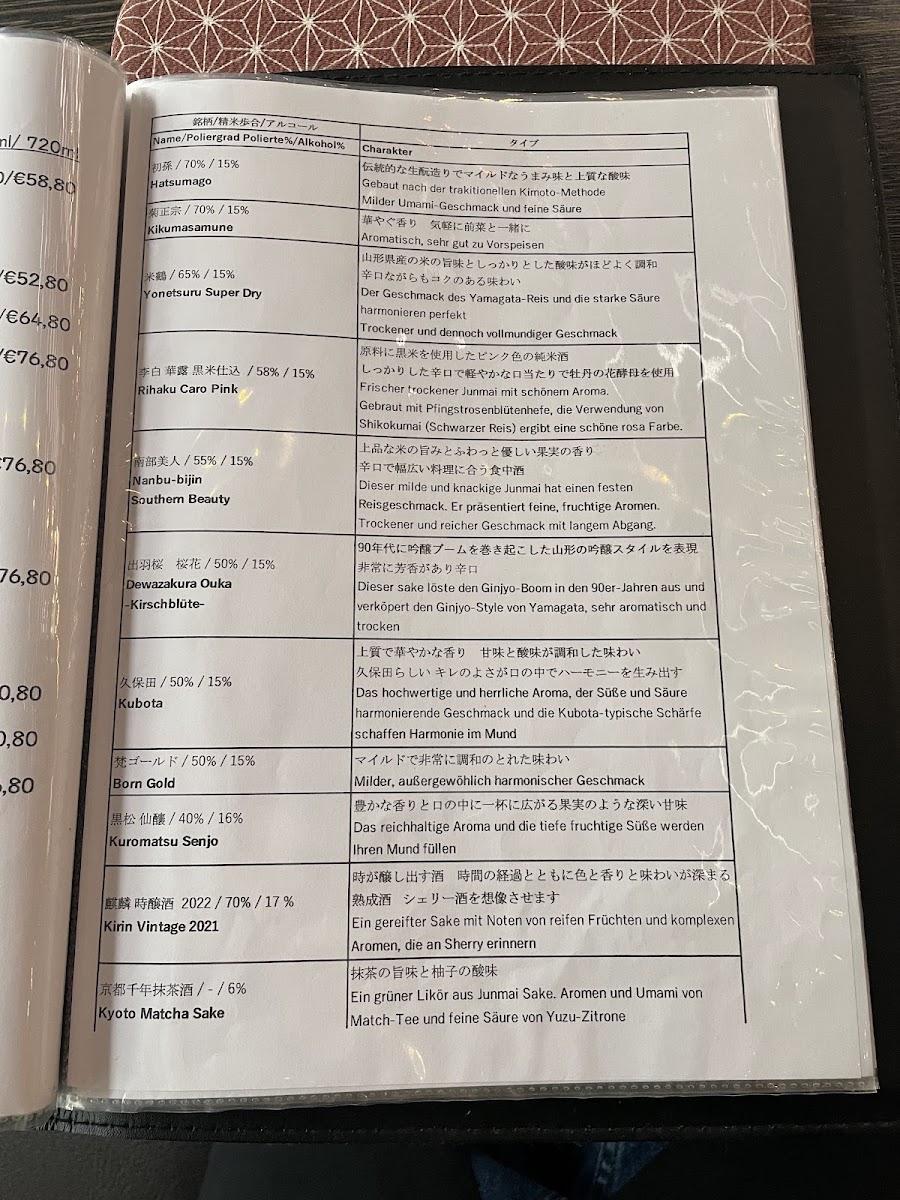 ml/ 720ml
0/€58,80
/€52,80
/€64,80
/€76,80
€76,80
76,80
0,80
0,80
,80
銘柄/精米歩合/アルコール
Name/Poliergrad Polierte%/Alkohol%
タイプ
Charakter
初孫 / 70% / 15%
Hatsumago
伝統的な生酛造りでマイルドなうまみ味と上質な酸味
Gebaut nach der trakitionellen Kimoto-Methode
Milder Umami-Geschmack und feine Säure
菊正宗 / 70% / 15%
Kikumasamune
華やぐ香り 気軽に前菜と一緒に
Aromatisch, sehr gut zu Vorspeisen
米鶴 / 65% / 15%
Yonetsuru Super Dry
山形県産の米の旨味としっかりとした酸味がほどよく調和
辛口ながらもコクのある味わい
Der Geschmack des Yamagata-Reis und die starke Säure
harmonieren perfekt
Trockener und dennoch vollmundiger Geschmack
李白 華露 黒米仕込 / 58% / 15%
Rihaku Caro Pink
原料に黒米を使用したピンク色の純米酒
しっかりした辛口で軽やかな口当たりで牡丹の花酵母を使用
Frischer trockener Junmai mit schönem Aroma.
Gebraut mit Pfingstrosenblütenhefe, die Verwendung von
Shikokumai (Schwarzer Reis) ergibt eine schöne rosa Farbe.
南部美人 / 55% / 15%
Nanbu-bijin
Southern Beauty
上品な米の旨みとふわっと優しい果実の香り
辛口で幅広い料理に合う食中酒
Dieser milde und knackige Junmai hat einen festen
Reisgeschmack. Er präsentiert feine, fruchtige Aromen.
Trockener und reicher Geschmack mit langem Abgang.
出羽桜 桜花 / 50% / 15%
Dewazakura Ouka
-Kirschblüte-
90年代に吟醸ブームを巻き起こした山形の吟醸スタイルを表現
非常に芳香があり辛口
Dieser sake löste den Ginjyo-Boom in den 90er-Jahren aus und
verköpert den Ginjyo-Style von Yamagata, sehr aromatisch und
trocken
久保田 / 50% / 15%
Kubota
上質で華やかな香り 甘味と酸味が調和した味わい
久保田らしい キレのよさが口の中でハーモニーを生み出す
Das hochwertige und herrliche Aroma, der Süße und Säure
harmonierende Geschmack und die Kubota-typische Schärfe
schaffen Harmonie im Mund
梵ゴールド / 50% / 15%
Born Gold
マイルドで非常に調和のとれた味わい
Milder, außergewöhlich harmonischer Geschmack
黒松 仙醸 / 40% / 16%
Kuromatsu Senjo
豊かな香りと口の中に一杯に広がる果実のような深い甘味
Das reichhaltige Aroma und die tiefe fruchtige Süße werden
Ihren Mund füllen
麒麟 時醸酒 2022 / 70% / 17 %
Kirin Vintage 2021
時が醸し出す酒 時間の経過とともに色と香りと味わいが深まる
熟成酒 シェリー酒を想像させます
Ein gereifter Sake mit Noten von reifen Früchten und komplexen
Aromen, die an Sherry erinnern
京都千年抹茶酒 / - / 6%
Kyoto Matcha Sake
抹茶の旨味と柚子の酸味
Ein grüner Likör aus Junmai Sake. Aromen und Umami von
Match-Tee und feine Säure von Yuzu-Zitrone